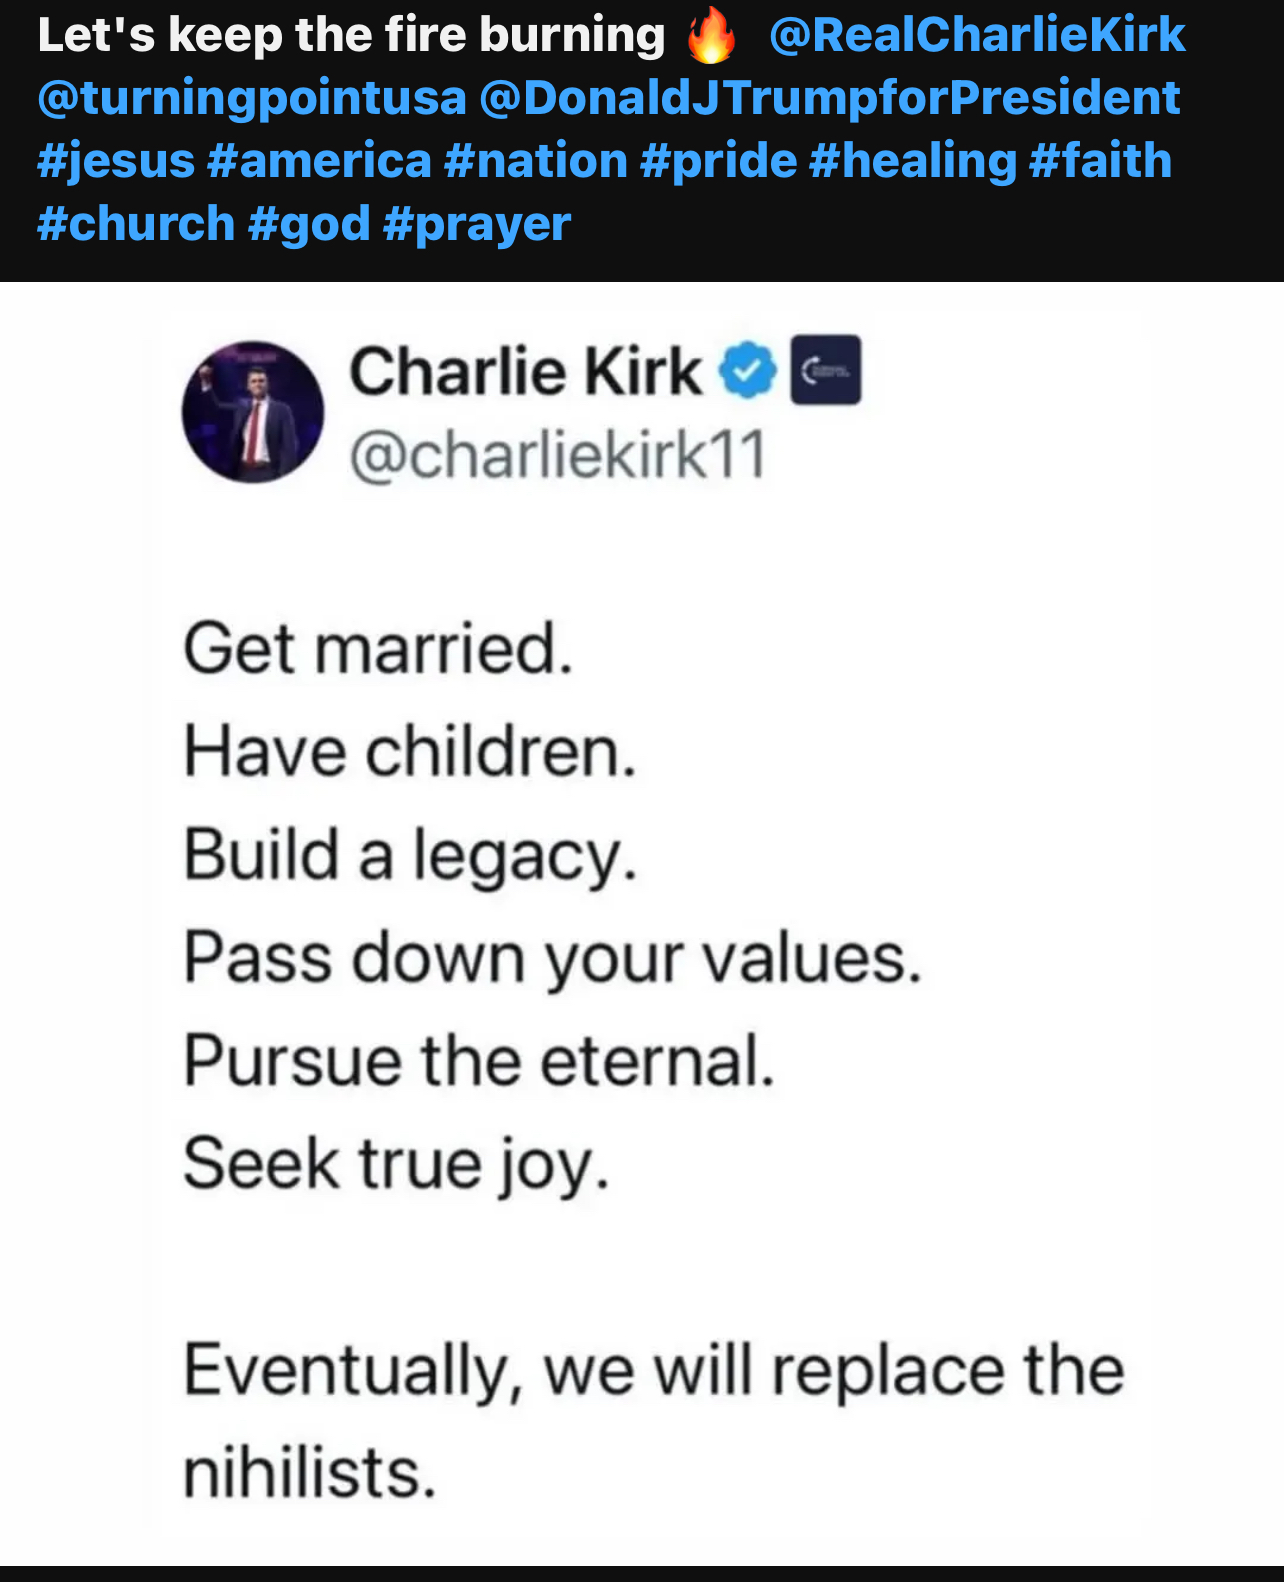 Let's keep the fire burning 🔥 @RealCharlieKirk
@turningpointusa @DonaldJTrumpforPresident
#jesus #america #nation #pride #healing #faith
#church #god #prayer
Charlie Kirk
@charliekirk11
Get married.
Have children.
Build a legacy.
Pass down your values.
Pursue the eternal.
Seek true joy.
Eventually, we will replace the
nihilists.